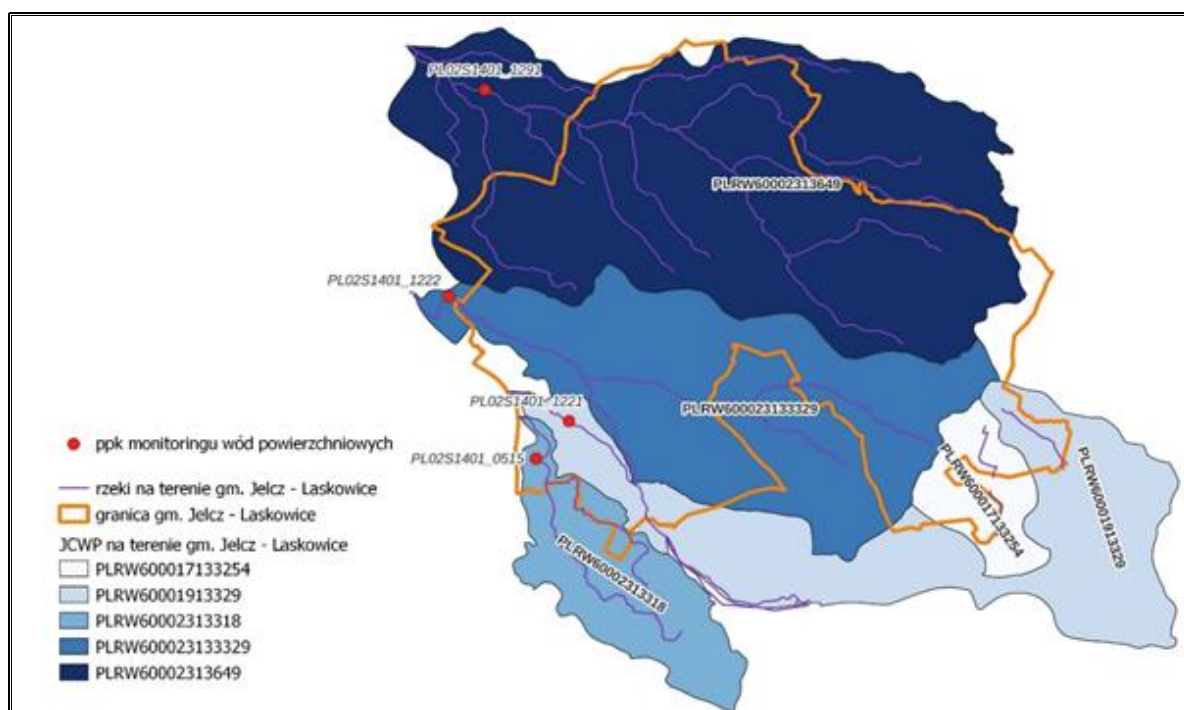 PL02S1401_1291
PLRW60002313649
PL02S1401_1222
PL02S1401_1221
PLRW600023133329
PL02S1401_0515
PLRW600017133254
PLRW60001913329
PLRW60002313318
ppk monitoringu wód powierzchniowych
rzeki na terenie gm. Jelcz - Laskowice
granica gm. Jelcz - Laskowice
JCWP na terenie gm. Jelcz - Laskowice
PLRW600017133254
PLRW60001913329
PLRW60002313318
PLRW600023133329
PLRW60002313649